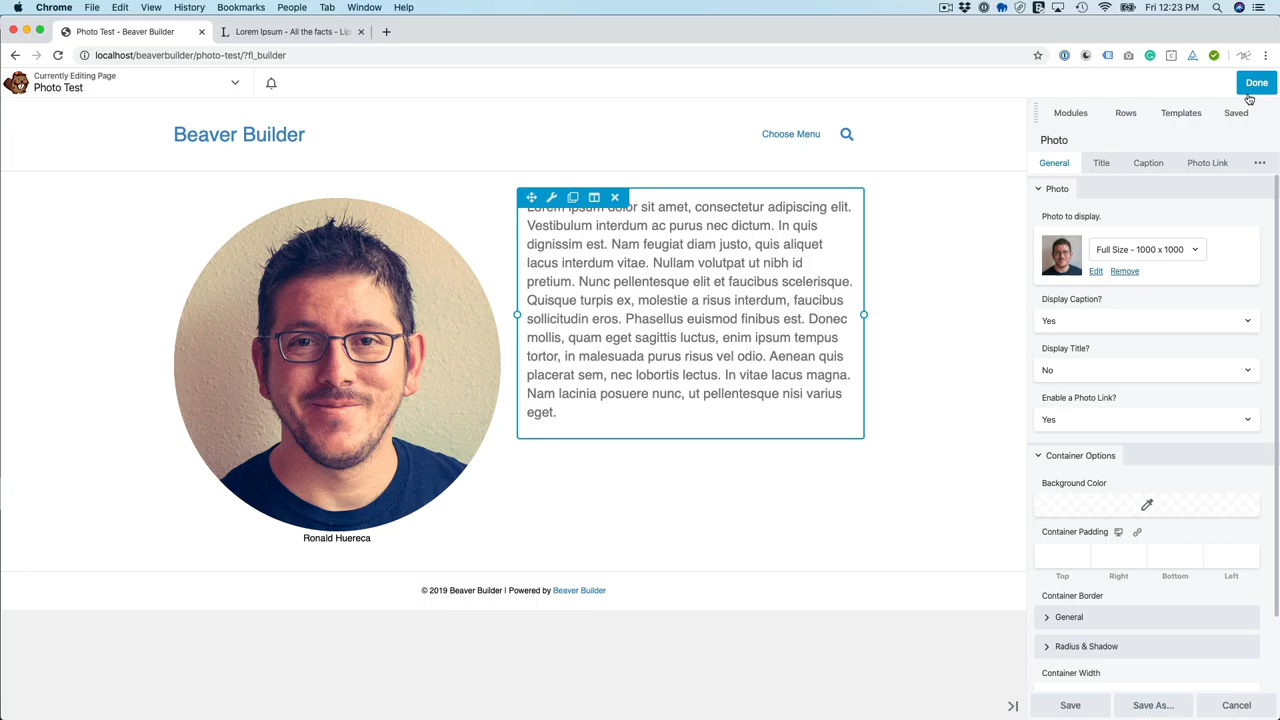 Chrome File Edit View History Bookmarks People Tab Window Help Fri 12:23 PM
Photo Test - Beaver Builder Lorem Ipsum - All the facts - Lip
localhost/beaverbuilder/photo-test/?fl_builder
Currently Editing Page
Photo Test
Done
Modules Rows Templates Saved
Beaver Builder
Choose Menu
Photo
General Title Caption Photo Link
Photo
Photo to display.
Full Size - 1000 x 1000
Edit Remove
Display Caption?
Yes
Display Title?
No
Enable a Photo Link?
Yes
Container Options
Background Color
Container Padding
Top Right Bottom Left
Container Border
General
Radius & Shadow
Container Width
Save Save As... Cancel
Lorem ipsum dolor sit amet, consectetur adipiscing elit.
Vestibulum interdum ac purus nec dictum. In quis
dignissim est. Nam feugiat diam justo, quis aliquet
lacus interdum vitae. Nullam volutpat ut nibh id
pretium. Nunc pellentesque elit et faucibus scelerisque.
Quisque turpis ex, molestie a risus interdum, faucibus
sollicitudin eros. Phasellus euismod finibus est. Donec
mollis, quam eget sagittis luctus, enim ipsum tempus
tortor, in malesuada purus risus vel odio. Aenean quis
placerat sem, nec lobortis lectus. In vitae lacus magna.
Nam lacinia posuere nunc, ut pellentesque nisi varius
eget.
Ronald Huereca
© 2019 Beaver Builder | Powered by Beaver Builder